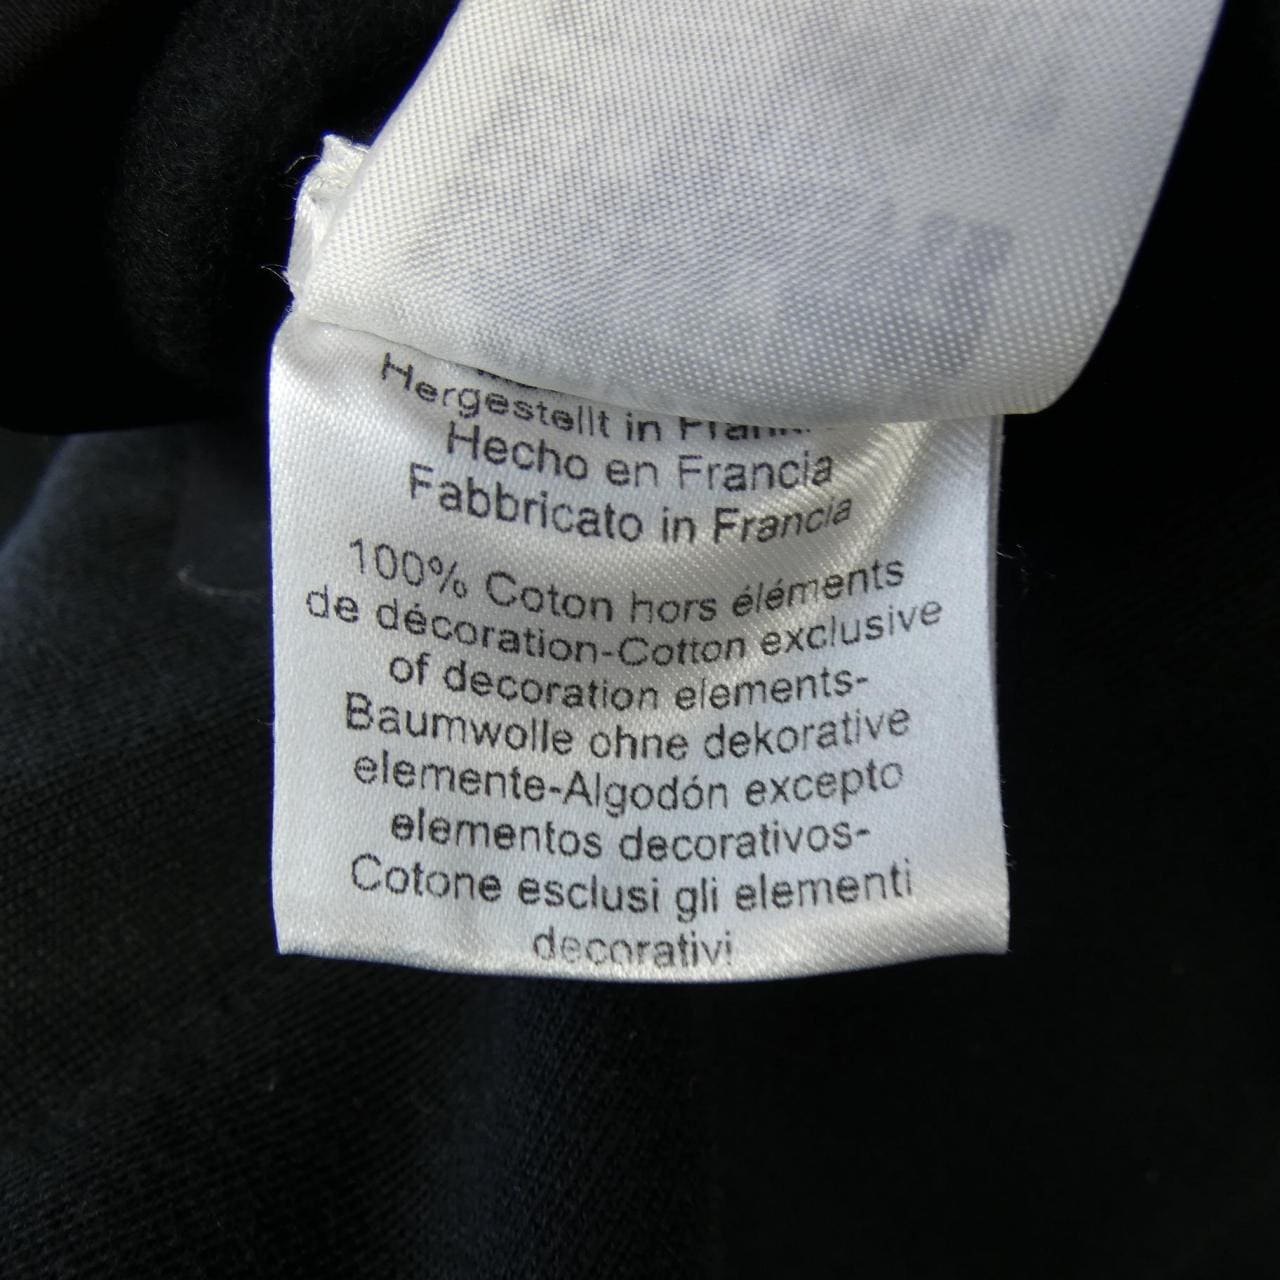 Hergestellt in
Hecho en Francia
Fabbricato in Francia
100% Coton hors éléments
de décoration-Cotton exclusive
of decoration elements-
Baumwolle ohne dekorative
elemente-Algodón excepto
elementos decorativos-
Cotone esclusi gli elementi
decorativi